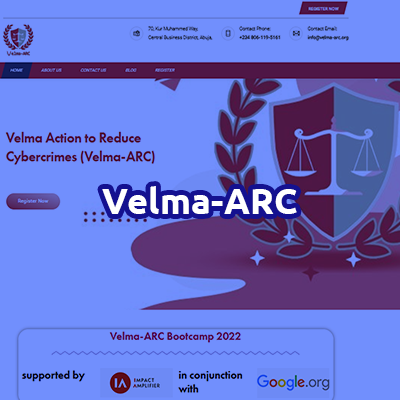 REGISTER NOW
70, Kur Muhammed Way,
Central Business District, Abuja,
Contact Phone:
+234 806-119-5161
Contact Email:
info@velma-arc.org
Velma-ARC
HOME
ABOUT US
CONTACT US
BLOG
REGISTER
Velma Action to Reduce
Cybercrimes (Velma-ARC)
Register Now
Velma-ARC
Velma-ARC Bootcamp 2022
supported by
IA
IMPACT
AMPLIFIER
in conjunction
with
Google.org